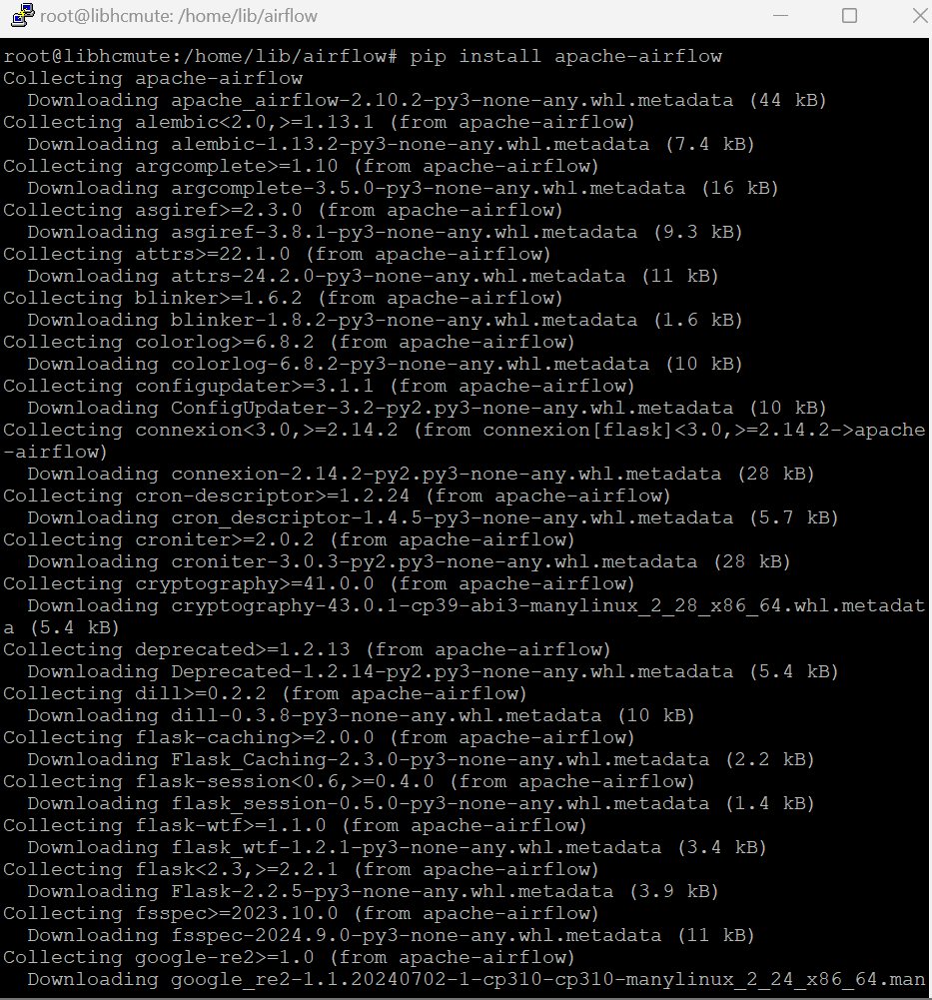 root@libhcmute: /home/lib/airflow
root@libhcmute:/home/lib/airflow# pip install apache-airflow
Collecting apache-airflow
  Downloading apache_airflow-2.10.2-py3-none-any.whl.metadata (44 kB)
Collecting alembic<2.0,>=1.13.1 (from apache-airflow)
  Downloading alembic-1.13.2-py3-none-any.whl.metadata (7.4 kB)
Collecting argcomplete>=1.10 (from apache-airflow)
  Downloading argcomplete-3.5.0-py3-none-any.whl.metadata (16 kB)
Collecting asgiref>=2.3.0 (from apache-airflow)
  Downloading asgiref-3.8.1-py3-none-any.whl.metadata (9.3 kB)
Collecting attrs>=22.1.0 (from apache-airflow)
  Downloading attrs-24.2.0-py3-none-any.whl.metadata (11 kB)
Collecting blinker>=1.6.2 (from apache-airflow)
  Downloading blinker-1.8.2-py3-none-any.whl.metadata (1.6 kB)
Collecting colorlog>=6.8.2 (from apache-airflow)
  Downloading colorlog-6.8.2-py3-none-any.whl.metadata (10 kB)
Collecting configupdater>=3.1.1 (from apache-airflow)
  Downloading ConfigUpdater-3.2-py2.py3-none-any.whl.metadata (10 kB)
Collecting connexion<3.0,>=2.14.2 (from connexion[flask]<3.0,>=2.14.2->apache
-airflow)
  Downloading connexion-2.14.2-py2.py3-none-any.whl.metadata (28 kB)
Collecting cron-descriptor>=1.2.24 (from apache-airflow)
  Downloading cron_descriptor-1.4.5-py3-none-any.whl.metadata (5.7 kB)
Collecting croniter>=2.0.2 (from apache-airflow)
  Downloading croniter-3.0.3-py2.py3-none-any.whl.metadata (28 kB)
Collecting cryptography>=41.0.0 (from apache-airflow)
  Downloading cryptography-43.0.1-cp39-abi3-manylinux_2_28_x86_64.whl.metadat
a (5.4 kB)
Collecting deprecated>=1.2.13 (from apache-airflow)
  Downloading Deprecated-1.2.14-py2.py3-none-any.whl.metadata (5.4 kB)
Collecting dill>=0.2.2 (from apache-airflow)
  Downloading dill-0.3.8-py3-none-any.whl.metadata (10 kB)
Collecting flask-caching>=2.0.0 (from apache-airflow)
  Downloading Flask_Caching-2.3.0-py3-none-any.whl.metadata (2.2 kB)
Collecting flask-session<0.6,>=0.4.0 (from apache-airflow)
  Downloading flask_session-0.5.0-py3-none-any.whl.metadata (1.4 kB)
Collecting flask-wtf>=1.1.0 (from apache-airflow)
  Downloading flask_wtf-1.2.1-py3-none-any.whl.metadata (3.4 kB)
Collecting flask<2.3,>=2.2.1 (from apache-airflow)
  Downloading Flask-2.2.5-py3-none-any.whl.metadata (3.9 kB)
Collecting fsspec>=2023.10.0 (from apache-airflow)
  Downloading fsspec-2024.9.0-py3-none-any.whl.metadata (11 kB)
Collecting google-re2>=1.0 (from apache-airflow)
  Downloading google_re2-1.1.20240702-1-cp310-cp310-manylinux_2_24_x86_64.man